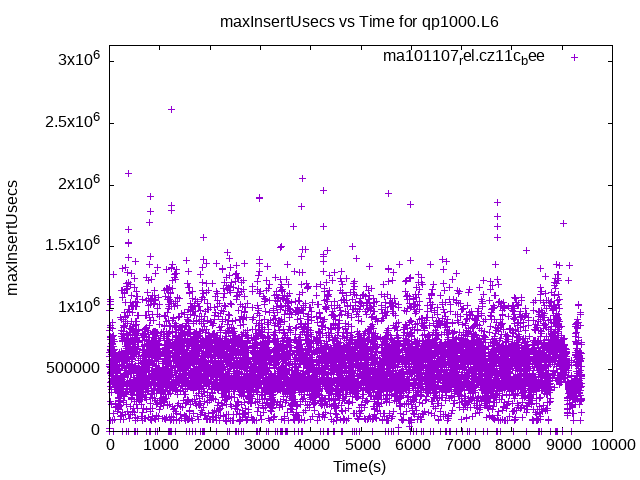 maxInsertUsecs vs Time for qp1000.L6
ma101107rel.cz11cbee
3x10^6
2.5x10^6
2x10^6
1.5x10^6
1x10^6
500000
0
maxInsertUsecs
0 1000 2000 3000 4000 5000 6000 7000 8000 9000 10000
Time(s)